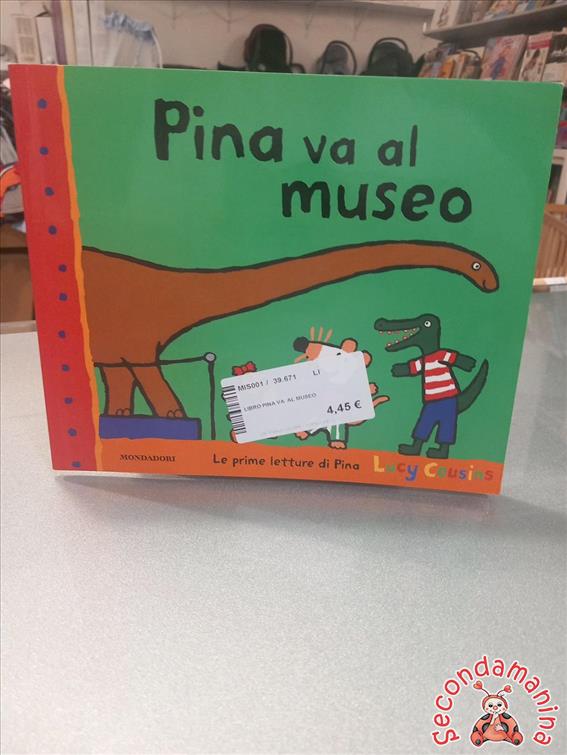 Pina va al
museo
MIS001 / 39.671 LI
LIBRO PINA VA AL MUSEO
4,45 €
MONDADORI
Le prime letture di Pina
Lucy Cousins
Secondamanina